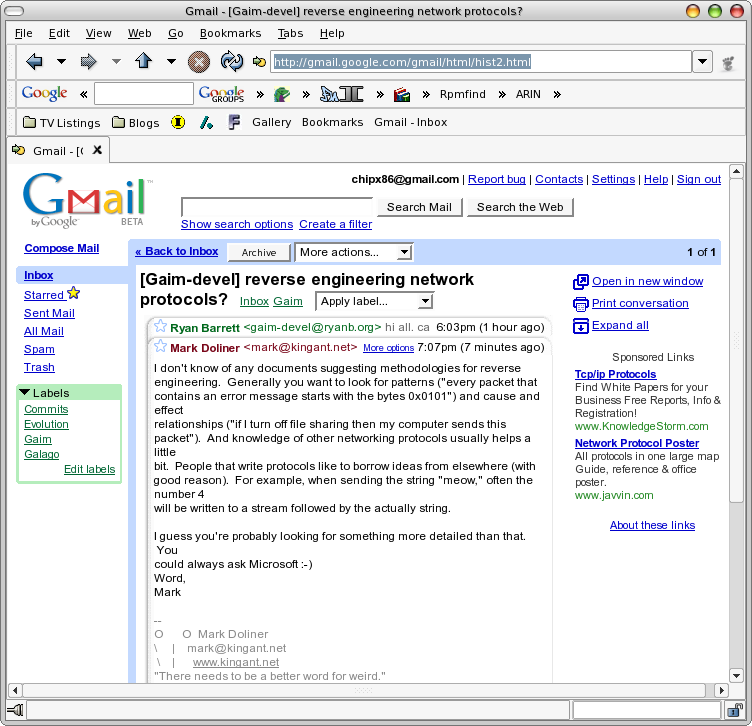 Gmail - [Gaim-devel] reverse engineering network protocols?
File Edit View Web Go Bookmarks Tabs Help
http://gmail.google.com/gmail/html/hist2.html
Google « Google GROUPS » » » » Rpmfind » ARIN »
TV Listings Blogs Gallery Bookmarks Gmail - Inbox
Gmail - [G
Gmail™
by Google BETA
chipx86@gmail.com | Report bug | Contacts | Settings | Help | Sign out
Search Mail Search the Web
Show search options Create a filter
Compose Mail
Inbox
Starred
Sent Mail
All Mail
Spam
Trash
Labels
Commits
Evolution
Gaim
Galago
Edit labels
« Back to Inbox Archive More actions... 1 of 1
[Gaim-devel] reverse engineering network
protocols? Inbox Gaim Apply label...
Ryan Barrett <gaim-devel@ryanb.org> hi all. ca 6:03pm (1 hour ago)
Mark Doliner <mark@kingant.net> More options 7:07pm (7 minutes ago)
I don't know of any documents suggesting methodologies for reverse
engineering. Generally you want to look for patterns ("every packet that
contains an error message starts with the bytes 0x0101") and cause and
effect
relationships ("if I turn off file sharing then my computer sends this
packet"). And knowledge of other networking protocols usually helps a
little
bit. People that write protocols like to borrow ideas from elsewhere (with
good reason). For example, when sending the string "meow," often the
number 4
will be written to a stream followed by the actually string.
I guess you're probably looking for something more detailed than that.
You
could always ask Microsoft :-)
Word,
Mark
--
O O Mark Doliner
\ | mark@kingant.net
\ | www.kingant.net
"There needs to be a better word for weird."
Open in new window
Print conversation
Expand all
Sponsored Links
Tcp/ip Protocols
Find White Papers for your
Business Free Reports, Info &
Registration!
www.KnowledgeStorm.com
Network Protocol Poster
All protocols in one large map
Guide, reference & office
poster.
www.javvin.com
About these links